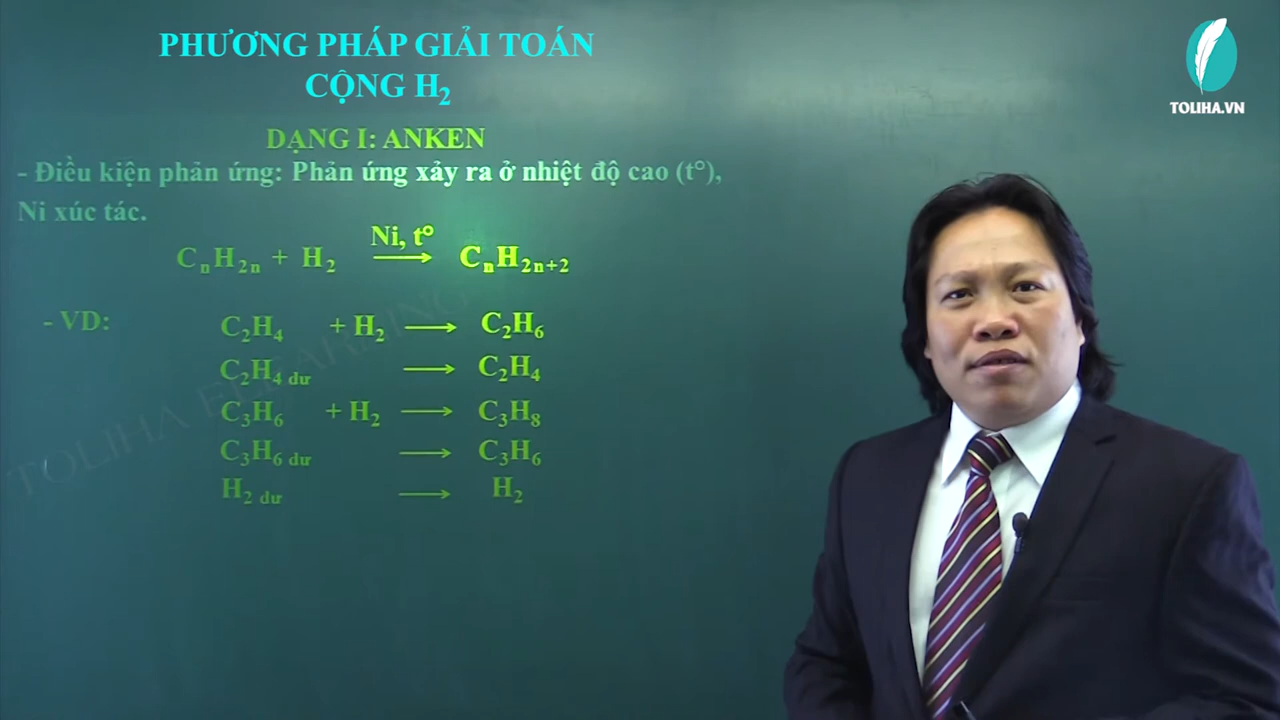 PHƯƠNG PHÁP GIẢI TOÁN
CỘNG H₂
TOLIHA.VN
DẠNG I: ANKEN
- Điều kiện phản ứng: Phản ứng xảy ra ở nhiệt độ cao (t°),
Ni xúc tác.
Ni, t°
CₙH₂ₙ + H₂ ⟶ CₙH₂ₙ₊₂
- VD: C₂H₄ + H₂ ⟶ C₂H₆
C₂H₄ dư ⟶ C₂H₄
C₃H₆ + H₂ ⟶ C₃H₈
C₃H₆ dư ⟶ C₃H₆
H₂ dư ⟶ H₂